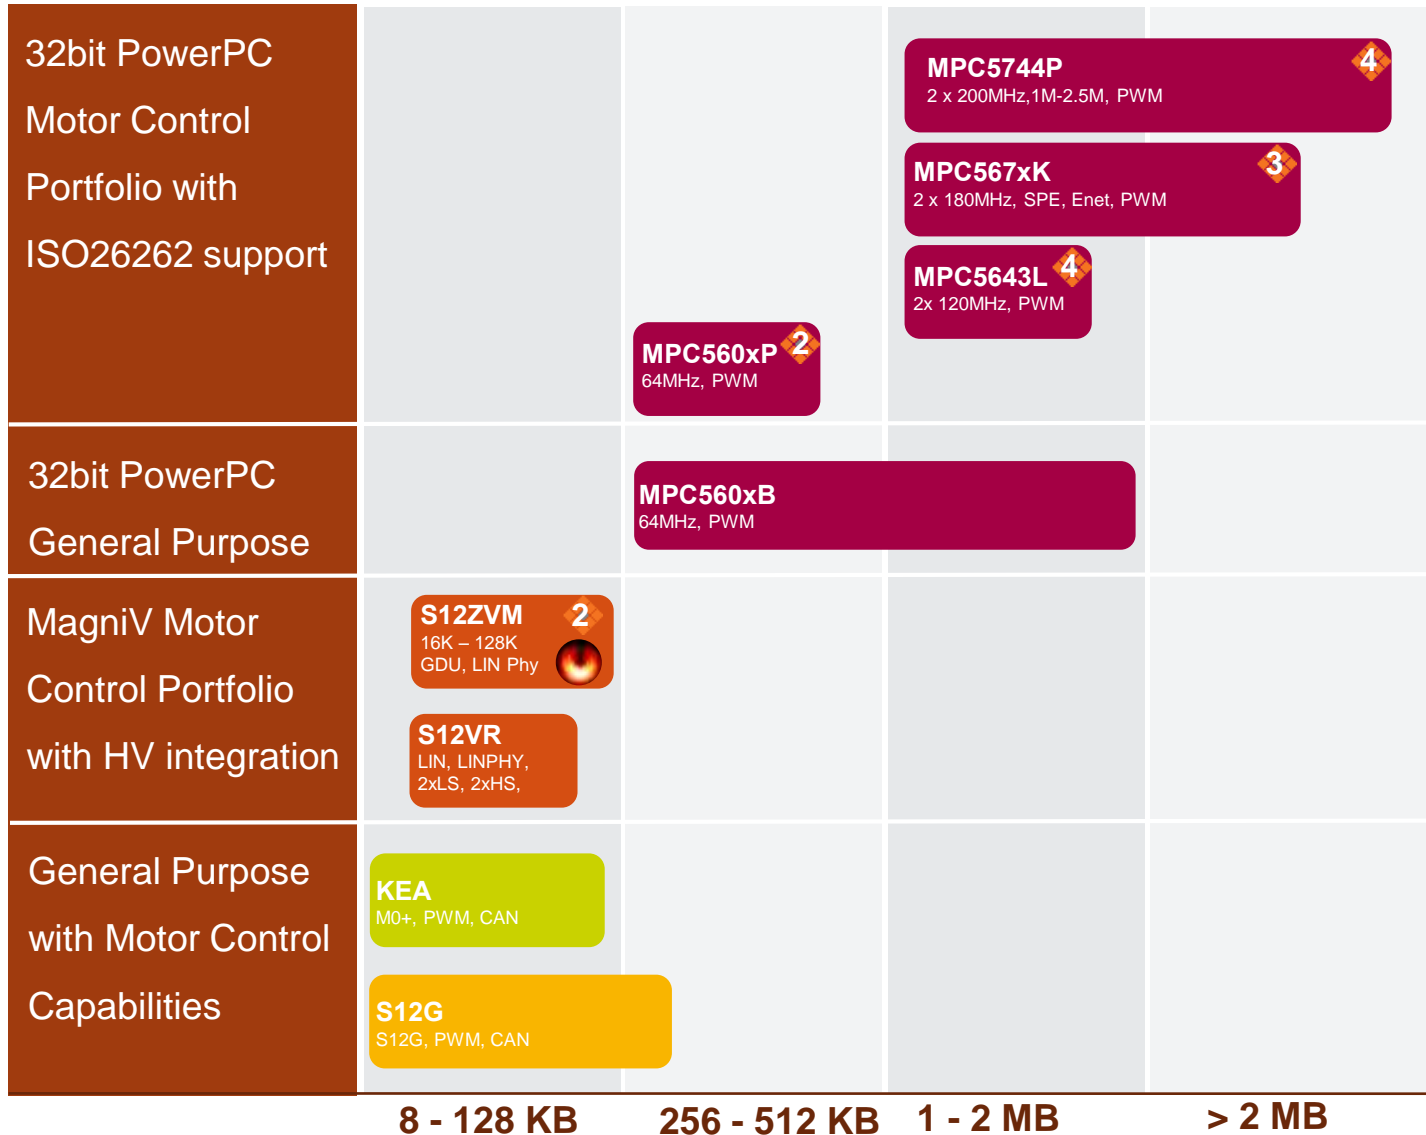 32bit PowerPC
Motor Control
Portfolio with
ISO26262 support
MPC5744P
4
2 x 200MHz,1M-2.5M, PWM
MPC567xK
3
2 x 180MHz, SPE, Enet, PWM
MPC5643L
4
2x 120MHz, PWM
MPC560xP
2
64MHz, PWM
32bit PowerPC
General Purpose
MPC560xB
64MHz, PWM
MagniV Motor
Control Portfolio
with HV integration
S12ZVM
2
16K – 128K
GDU, LIN Phy
S12VR
LIN, LINPHY,
2xLS, 2xHS,
General Purpose
with Motor Control
Capabilities
KEA
M0+, PWM, CAN
S12G
S12G, PWM, CAN
8 - 128 KB
256 - 512 KB
1 - 2 MB
> 2 MB